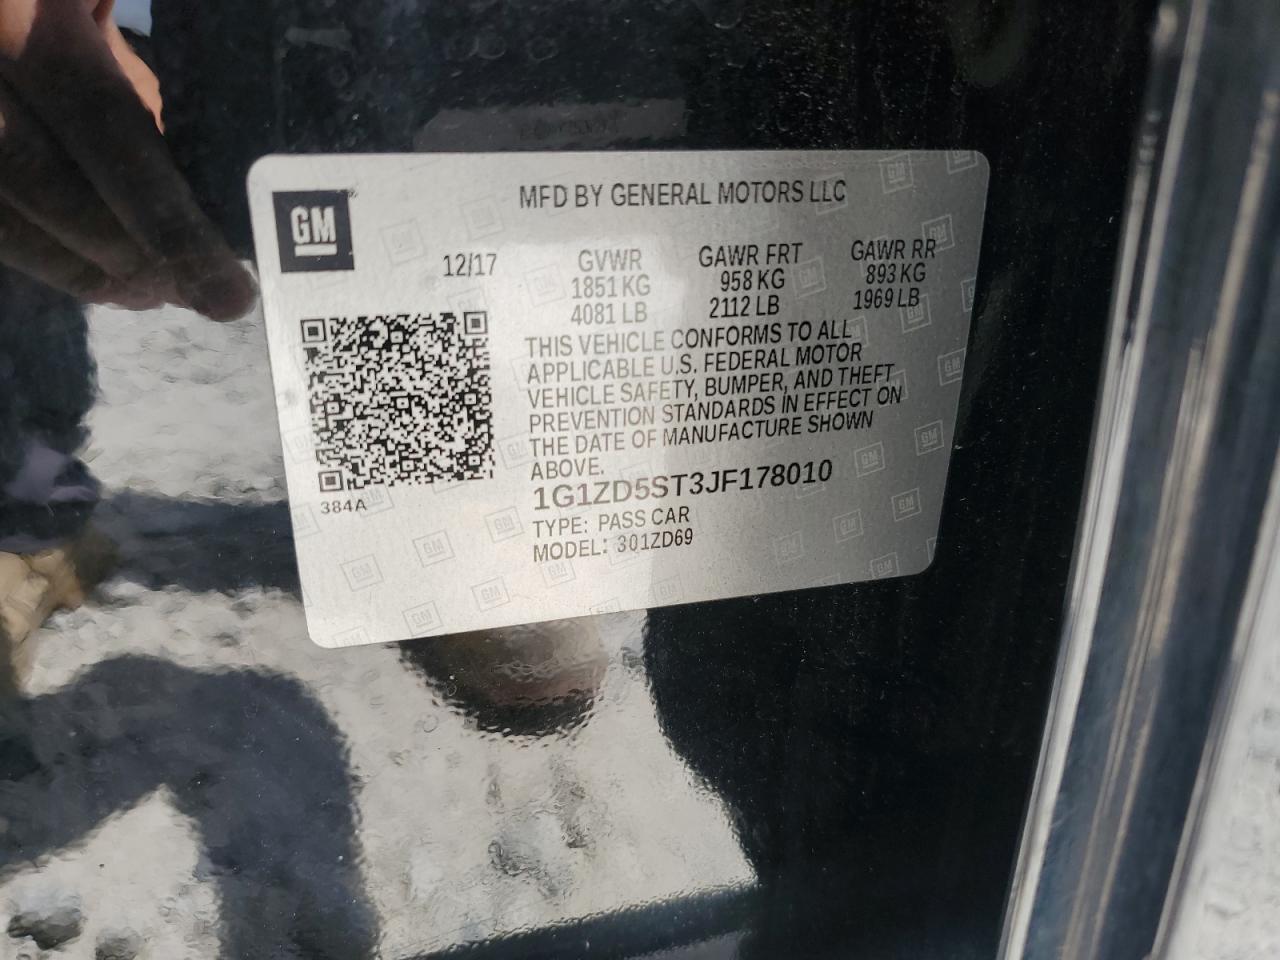 MFD BY GENERAL MOTORS LLC
GM
12/17
GVWR GAWR FRT GAWR RR
1851 KG 958 KG 893 KG
4081 LB 2112 LB 1969 LB
THIS VEHICLE CONFORMS TO ALL
APPLICABLE U.S. FEDERAL MOTOR
VEHICLE SAFETY, BUMPER, AND THEFT
PREVENTION STANDARDS IN EFFECT ON
THE DATE OF MANUFACTURE SHOWN
ABOVE.
384A
1G1ZD5ST3JF178010
TYPE: PASS CAR
MODEL: 301ZD69